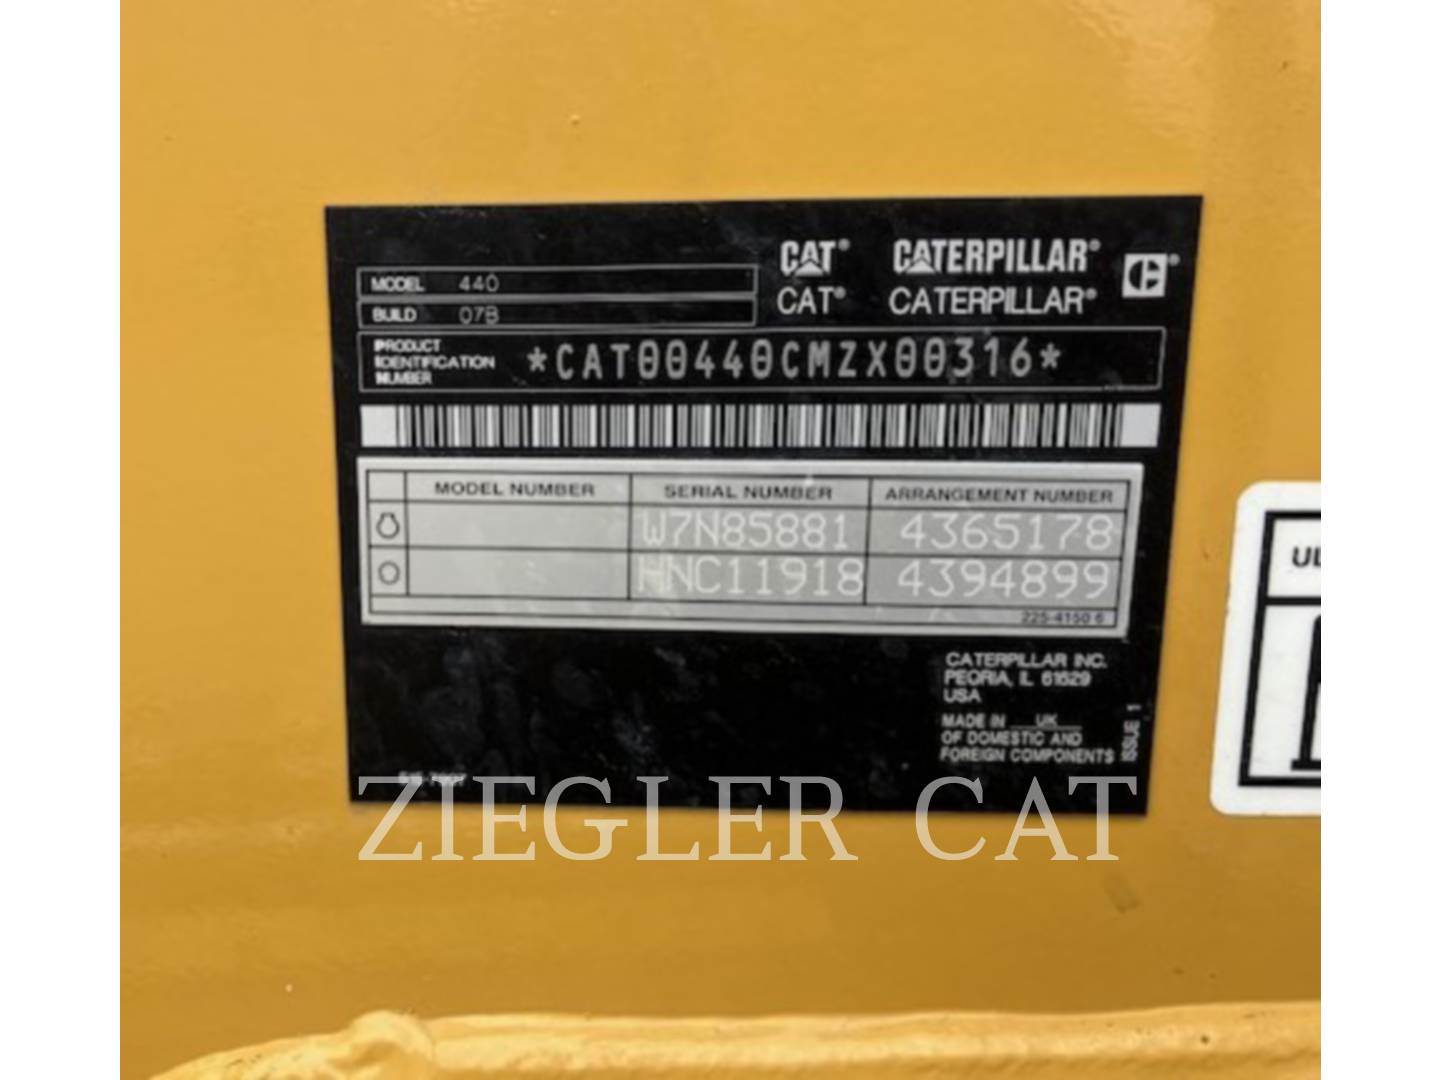 CAT® CATERPILLAR®
CAT® CATERPILLAR®
MODEL 440
BUILD 07B
PRODUCT
IDENTIFICATION
NUMBER
*CAT00440CMZX00316*
MODEL NUMBER SERIAL NUMBER ARRANGEMENT NUMBER
W7N85881 4365178
HNC11918 4394899
225-4150 6
CATERPILLAR INC.
PEORIA, IL 61629
USA
MADE IN UK
OF DOMESTIC AND
FOREIGN COMPONENTS
ISSUE 1
ZIEGLER CAT
UL